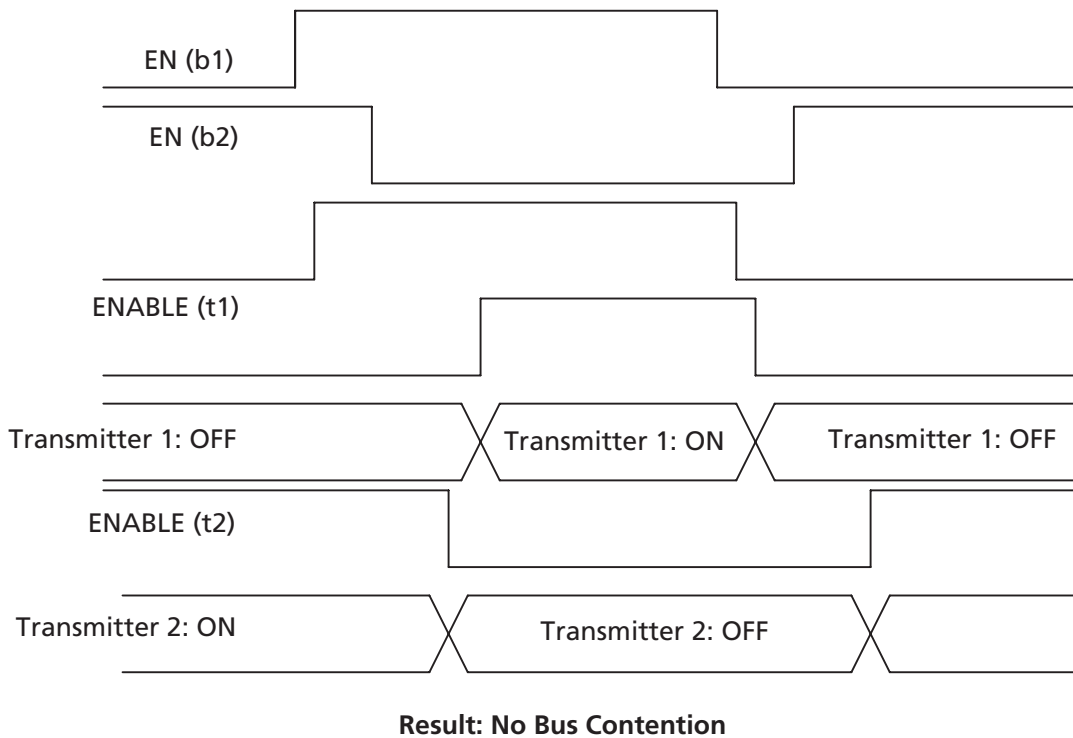 EN (b1)
EN (b2)
ENABLE (t1)
Transmitter 1: OFF
Transmitter 1: ON
Transmitter 1: OFF
ENABLE (t2)
Transmitter 2: ON
Transmitter 2: OFF
Result: No Bus Contention